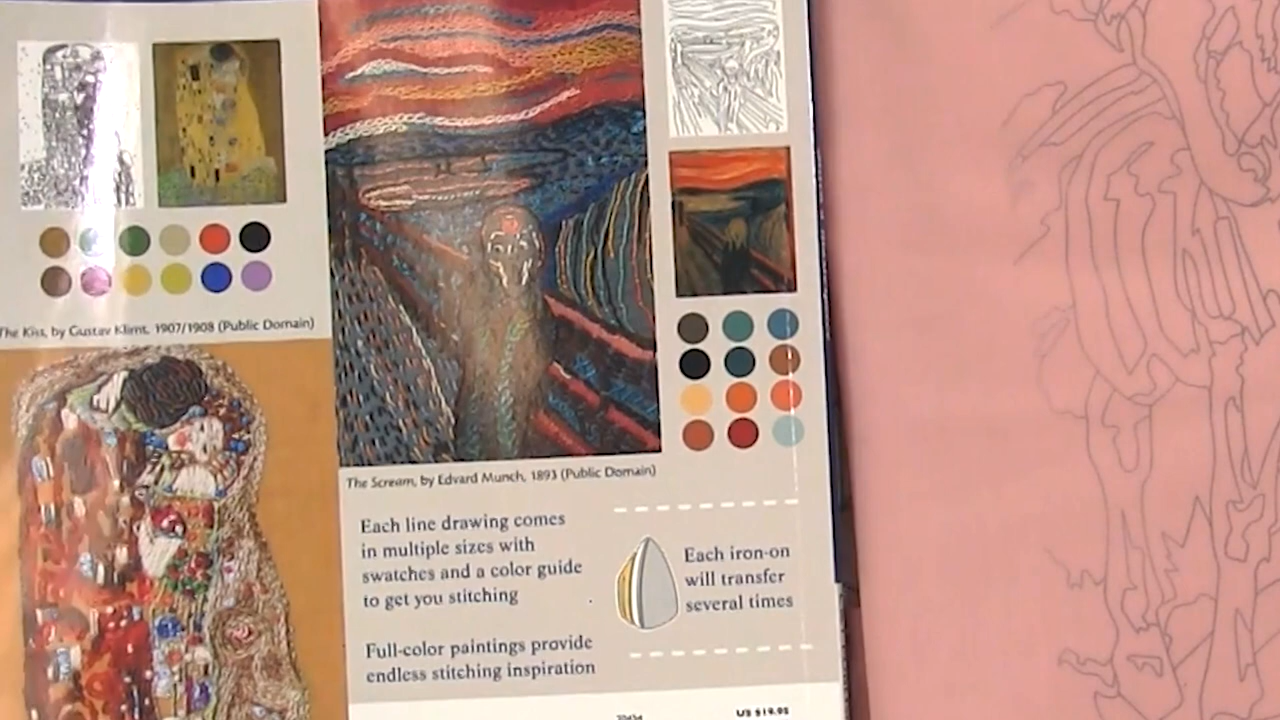 The Kiss, by Gustav Klimt, 1907/1908 (Public Domain)
The Scream, by Edvard Munch, 1893 (Public Domain)
Each line drawing comes
in multiple sizes with
swatches and a color guide
to get you stitching
Full-color paintings provide
endless stitching inspiration
Each iron-on
will transfer
several times
US $19.95